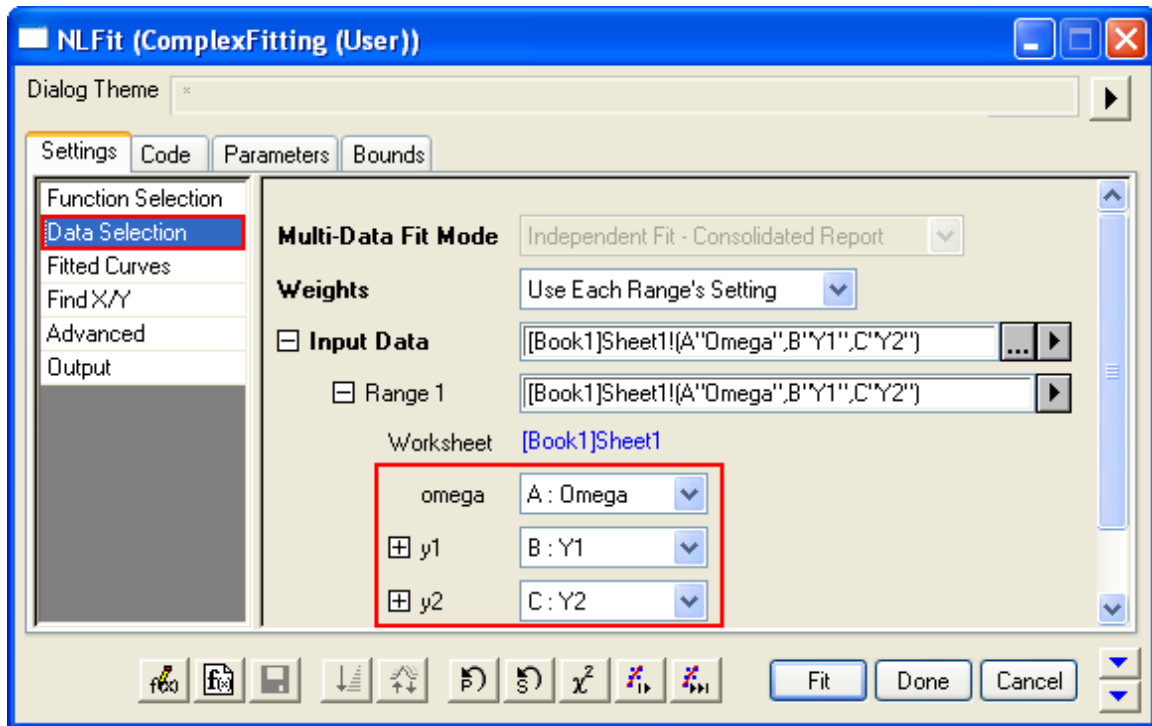 NLFit (ComplexFitting (User))
Dialog Theme *
Settings Code Parameters Bounds
Function Selection
Data Selection
Fitted Curves
Find X/Y
Advanced
Output
Multi-Data Fit Mode Independent Fit - Consolidated Report
Weights Use Each Range's Setting
Input Data [Book1]Sheet1!(A"Omega",B"Y1",C"Y2") ...
Range 1 [Book1]Sheet1!(A"Omega",B"Y1",C"Y2")
Worksheet [Book1]Sheet1
omega A : Omega
y1 B : Y1
y2 C : Y2
f(x) f(x) P S χ² Fit Done Cancel